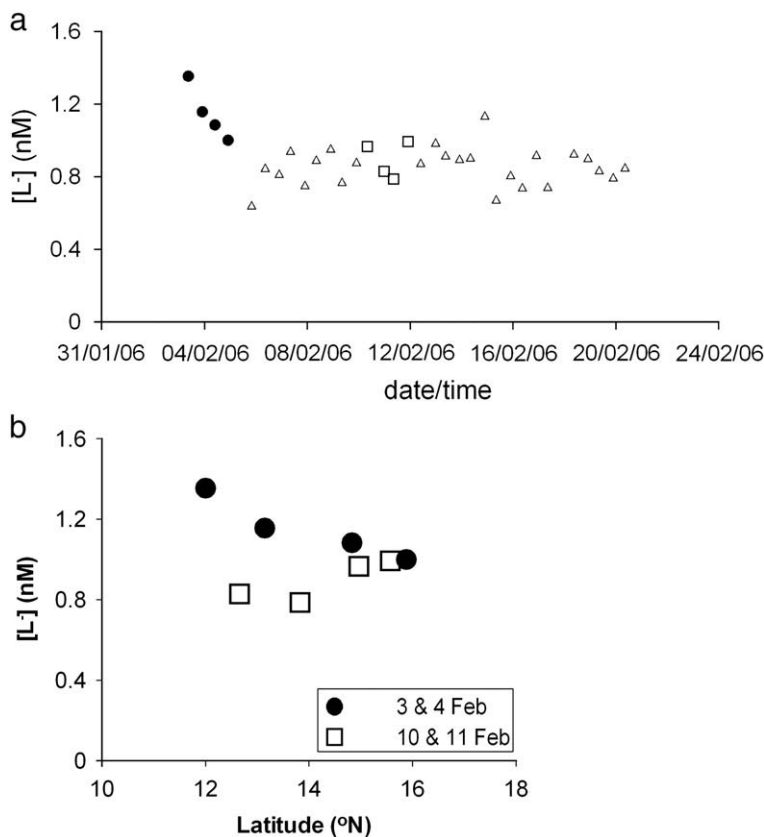 a
1.6
1.2
0.8
0.4
0
[L-] (nM)
31/01/06 04/02/06 08/02/06 12/02/06 16/02/06 20/02/06 24/02/06
date/time
b
1.6
1.2
0.8
0.4
0
[L-] (nM)
3 & 4 Feb
10 & 11 Feb
10 12 14 16 18
Latitude (ºN)